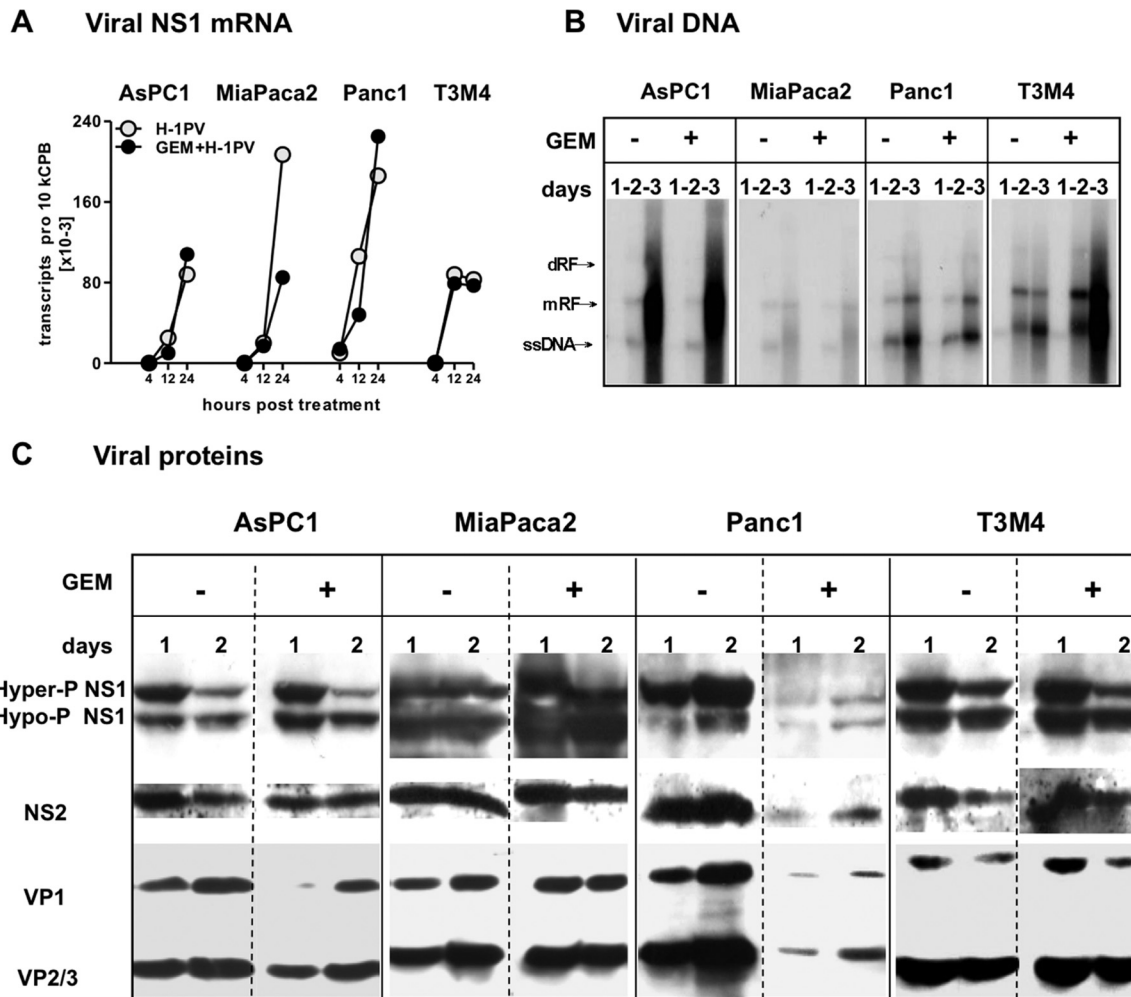 A Viral NS1 mRNA
AsPC1 MiaPaca2 Panc1 T3M4
H-1PV
GEM+H-1PV
transcripts pro 10 kCPB
[x10-3]
240
160
80
0
4 12 24 4 12 24 4 12 24 4 12 24
hours post treatment
B Viral DNA
AsPC1 MiaPaca2 Panc1 T3M4
GEM - + - + - + - +
days 1-2-3 1-2-3 1-2-3 1-2-3 1-2-3 1-2-3 1-2-3 1-2-3
dRF→
mRF→
ssDNA→
C Viral proteins
AsPC1 MiaPaca2 Panc1 T3M4
GEM - + - + - + - +
days 1 2 1 2 1 2 1 2 1 2 1 2 1 2 1 2
Hyper-P NS1
Hypo-P NS1
NS2
VP1
VP2/3